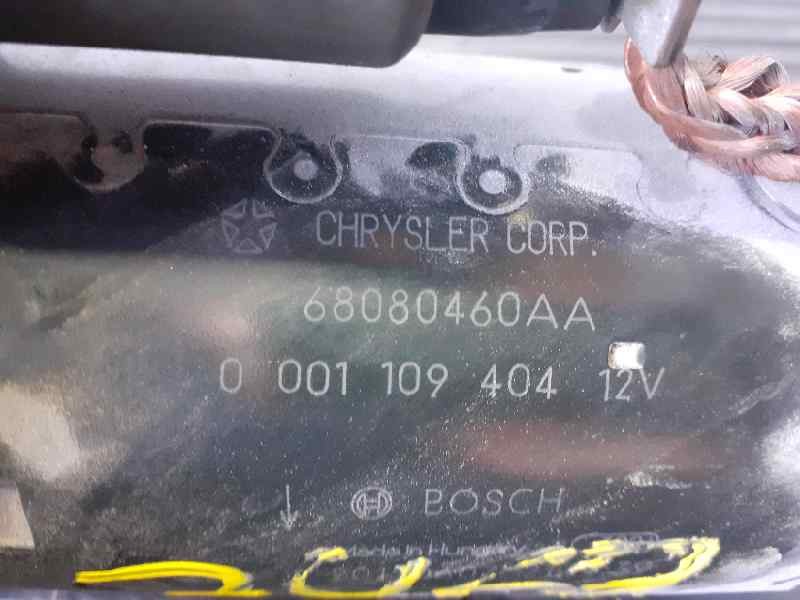 CHRYSLER CORP.
68080460AA
0 001 109 404 12V
BOSCH
Made in Hungary